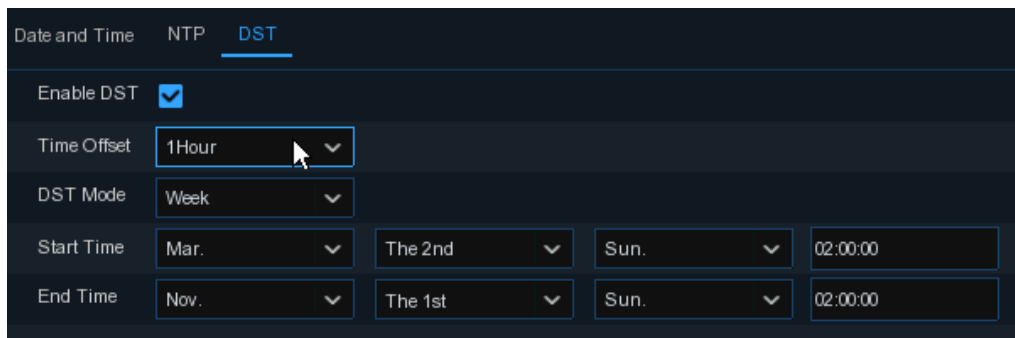 Date and Time NTP DST
Enable DST
Time Offset 1Hour
DST Mode Week
Start Time Mar. The 2nd Sun. 02:00:00
End Time Nov. The 1st Sun. 02:00:00